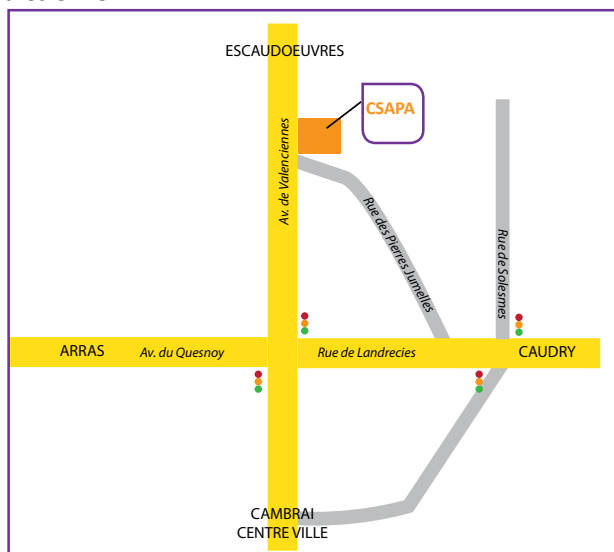 ESCAUDOEUVRES
CSAPA
Av. de Valenciennes
Rue des Pierres Jumelles
Rue de Solesmes
ARRAS
Av. du Quesnoy
Rue de Landrecies
CAUDRY
CAMBRAI
CENTRE VILLE